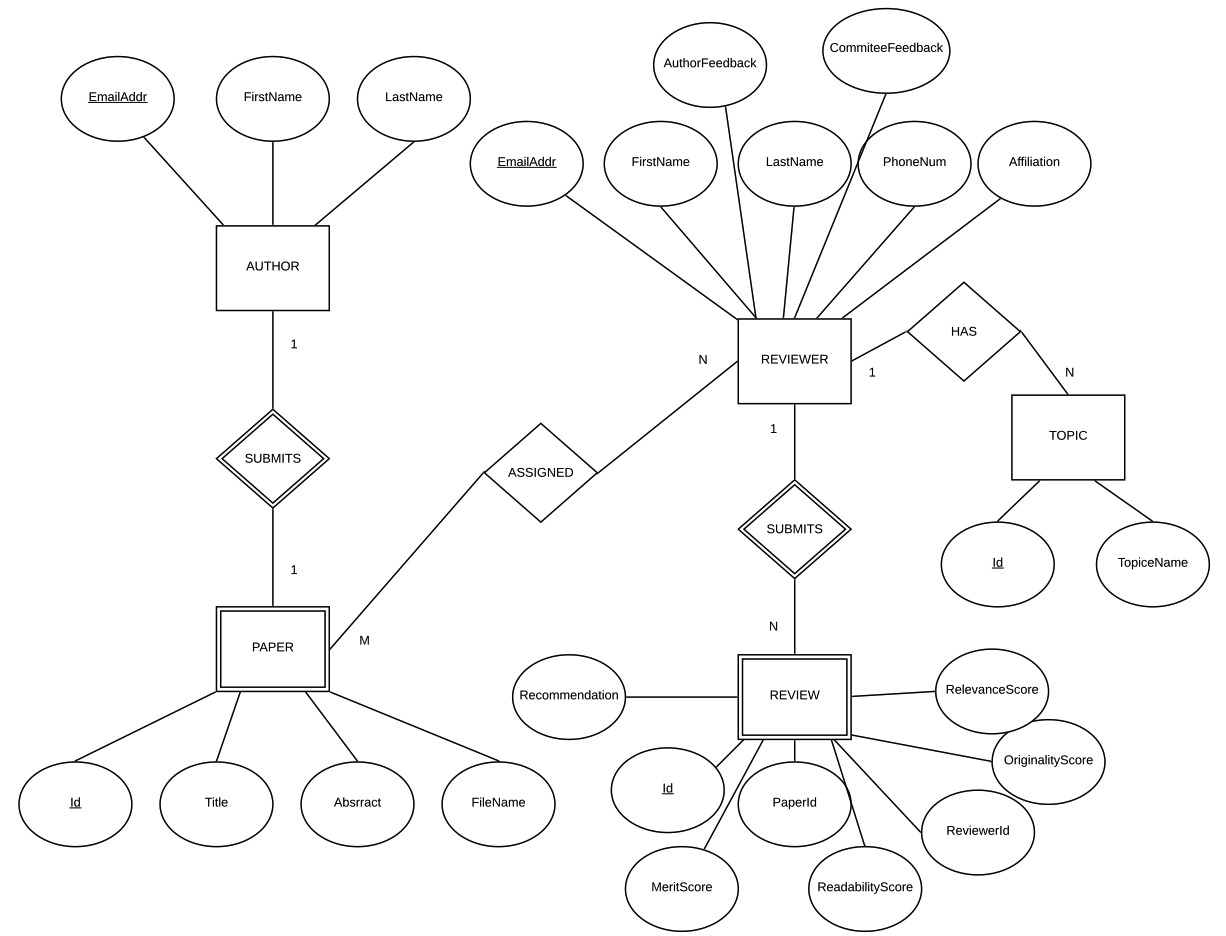 CommiteeFeedback
AuthorFeedback
EmailAddr
FirstName
LastName
EmailAddr
FirstName
LastName
PhoneNum
Affiliation
AUTHOR
HAS
1
N
REVIEWER
1
N
1
TOPIC
SUBMITS
ASSIGNED
SUBMITS
Id
TopiceName
1
N
M
PAPER
Recommendation
REVIEW
RelevanceScore
OriginalityScore
Id
PaperId
Id
Title
Absrract
FileName
ReviewerId
MeritScore
ReadabilityScore